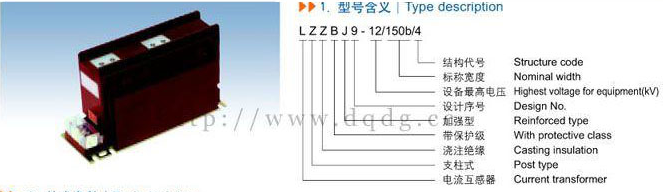 ▶▶ 1. 型号含义 | Type description
L Z Z B J 9 - 12/150b/4
结构代号 Structure code
标称宽度 Nominal width
设备最高电压 Highest voltage for equipment(kV)
设计序号 Design No.
加强型 Reinforced type
带保护级 With protective class
浇注绝缘 Casting insulation
支柱式 Post type
电流互感器 Current transformer
http://www.dqdg.com